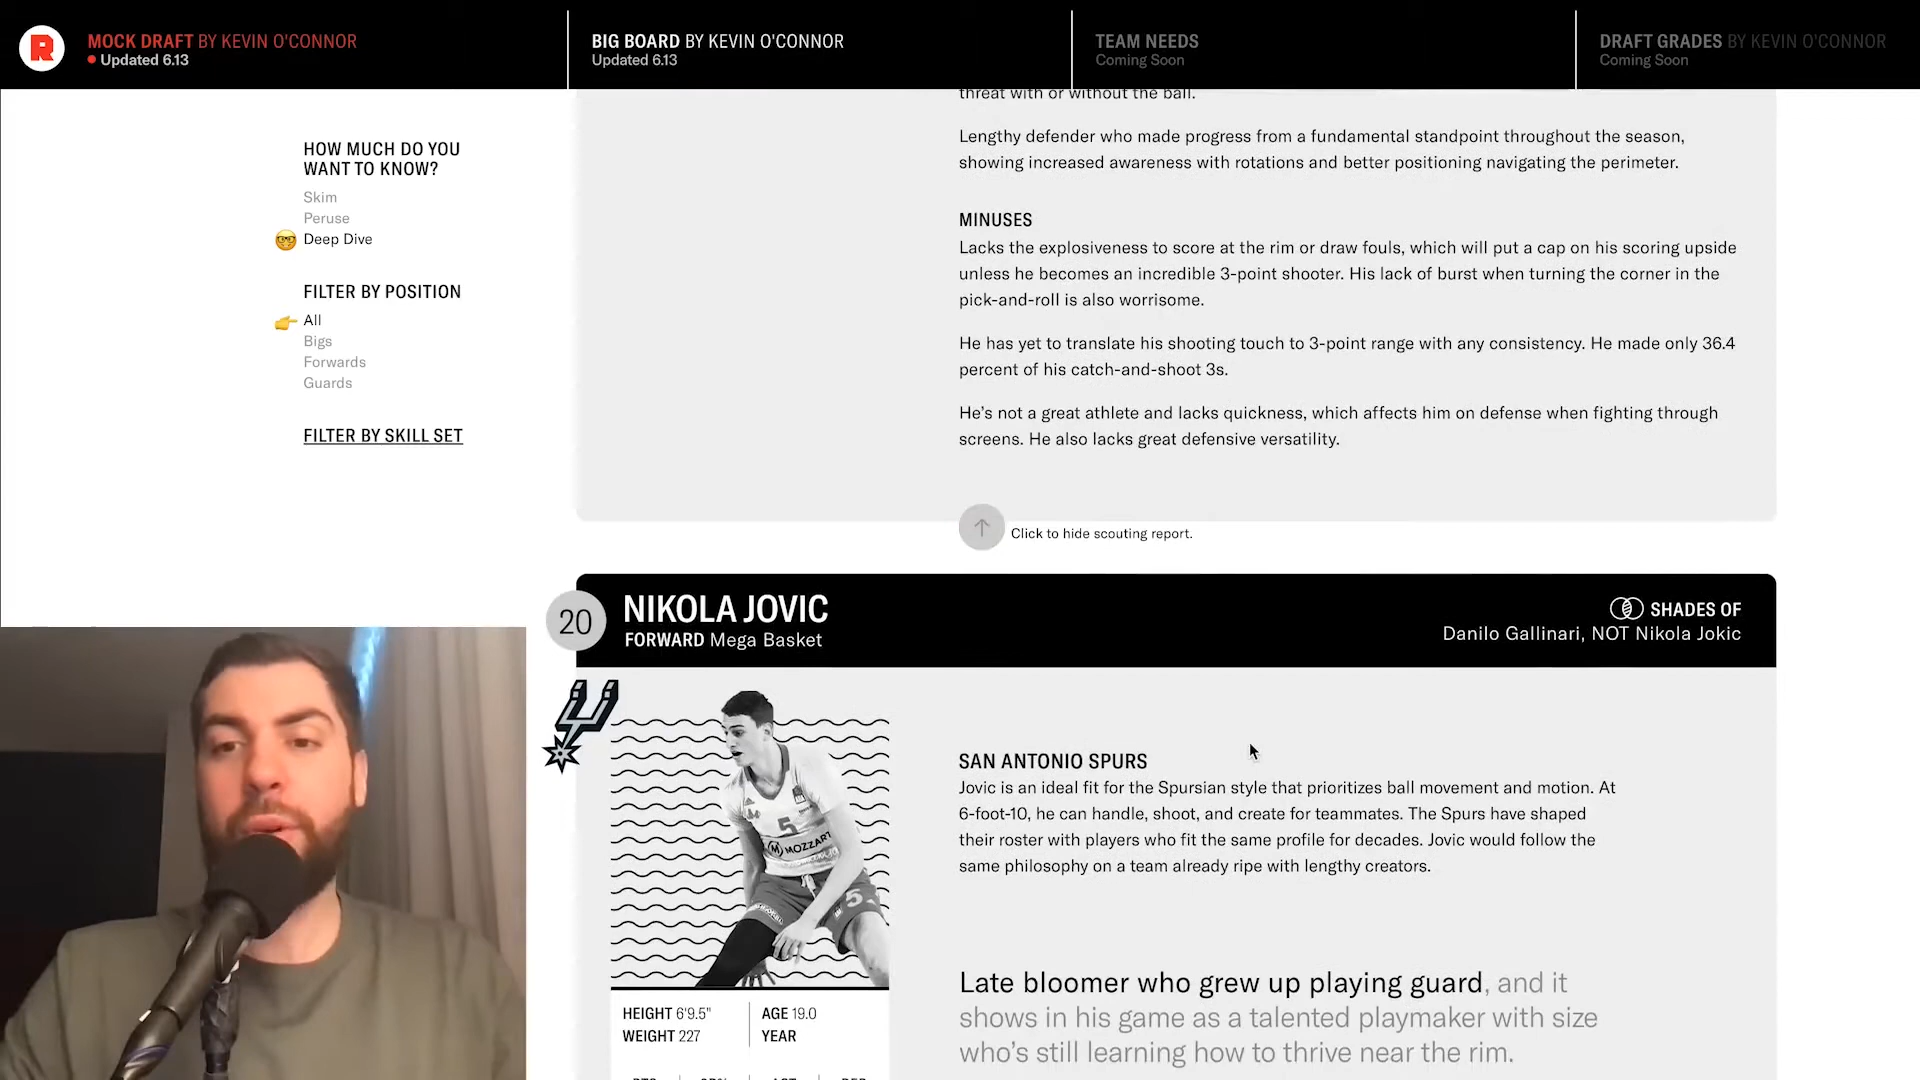 R
MOCK DRAFT BY KEVIN O'CONNOR
Updated 6.13
BIG BOARD BY KEVIN O'CONNOR
Updated 6.13
TEAM NEEDS
Coming Soon
DRAFT GRADES BY KEVIN O'CONNOR
Coming Soon
HOW MUCH DO YOU
WANT TO KNOW?
Skim
Peruse
Deep Dive
FILTER BY POSITION
All
Bigs
Forwards
Guards
FILTER BY SKILL SET
threat with or without the ball.
Lengthy defender who made progress from a fundamental standpoint throughout the season,
showing increased awareness with rotations and better positioning navigating the perimeter.
MINUSES
Lacks the explosiveness to score at the rim or draw fouls, which will put a cap on his scoring upside
unless he becomes an incredible 3-point shooter. His lack of burst when turning the corner in the
pick-and-roll is also worrisome.
He has yet to translate his shooting touch to 3-point range with any consistency. He made only 36.4
percent of his catch-and-shoot 3s.
He's not a great athlete and lacks quickness, which affects him on defense when fighting through
screens. He also lacks great defensive versatility.
Click to hide scouting report.
20
NIKOLA JOVIC
FORWARD Mega Basket
SHADES OF
Danilo Gallinari, NOT Nikola Jokic
5
MOZZART
5
HEIGHT 6'9.5"
WEIGHT 227
AGE 19.0
YEAR
SAN ANTONIO SPURS
Jovic is an ideal fit for the Spursian style that prioritizes ball movement and motion. At
6-foot-10, he can handle, shoot, and create for teammates. The Spurs have shaped
their roster with players who fit the same profile for decades. Jovic would follow the
same philosophy on a team already ripe with lengthy creators.
Late bloomer who grew up playing guard, and it
shows in his game as a talented playmaker with size
who's still learning how to thrive near the rim.